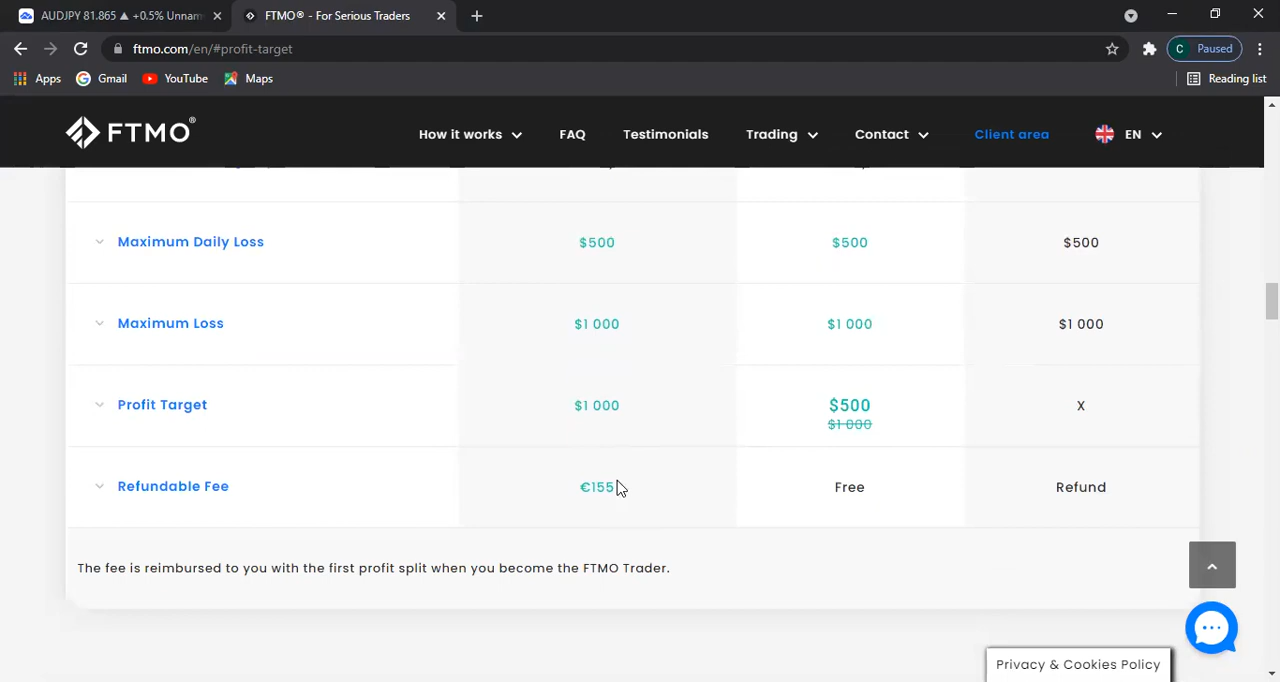 AUDJPY 81.865 ▲ +0.5% Unnam
FTMO® - For Serious Traders
ftmo.com/en/#profit-target
C Paused
Apps Gmail YouTube Maps Reading list
FTMO®
How it works FAQ Testimonials Trading Contact Client area EN
Maximum Daily Loss $500 $500 $500
Maximum Loss $1 000 $1 000 $1 000
Profit Target $1 000 $500 X
$1 000
Refundable Fee €155 Free Refund
The fee is reimbursed to you with the first profit split when you become the FTMO Trader.
Privacy & Cookies Policy